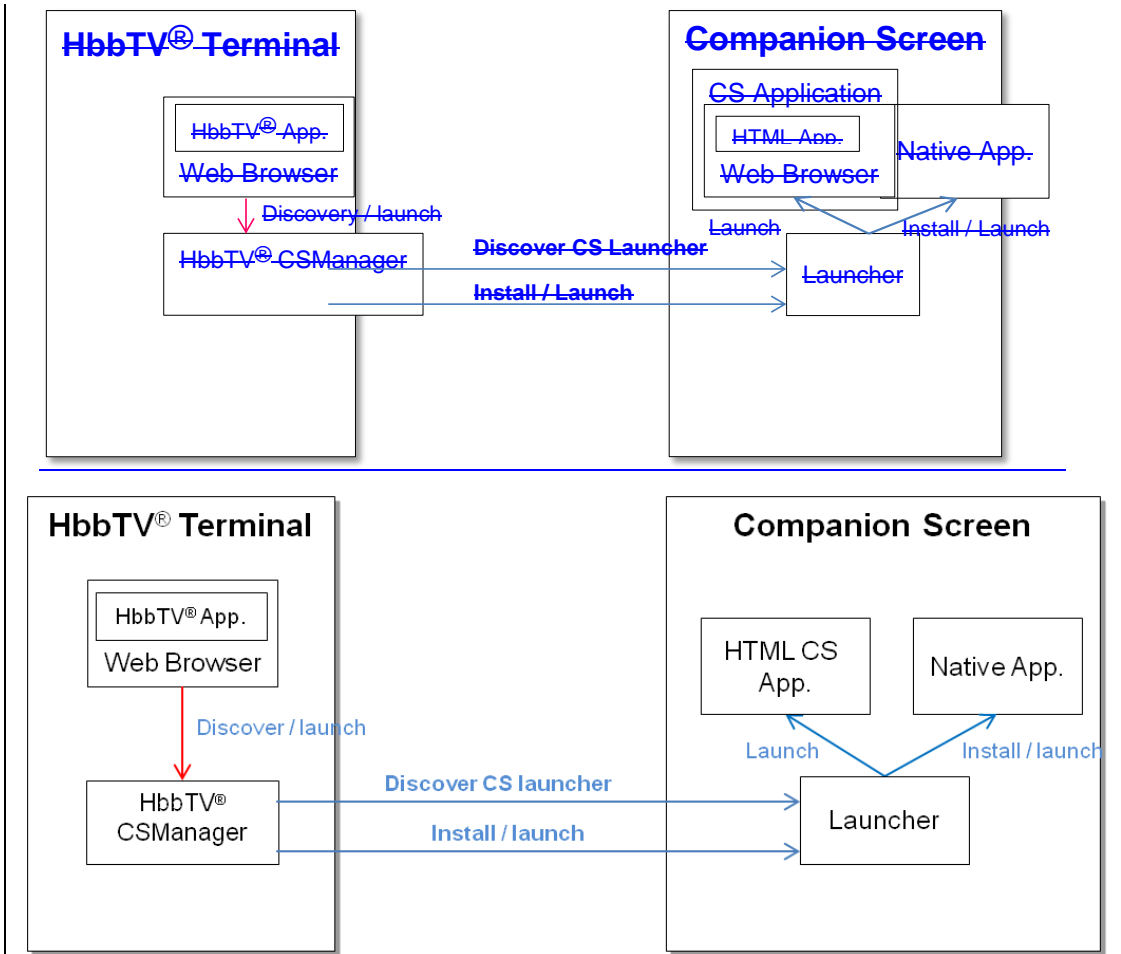 HbbTV® Terminal
Companion Screen
CS Application
HbbTV® App.
HTML App.
Native App.
Web Browser
Web Browser
Discovery / launch
Launch
Install / Launch
HbbTV® CSManager
Discover CS Launcher
Launcher
Install / Launch
HbbTV® Terminal
Companion Screen
HbbTV® App.
Web Browser
HTML CS
App.
Native App.
Discover / launch
Launch
Install / launch
Discover CS launcher
HbbTV®
CSManager
Launcher
Install / launch